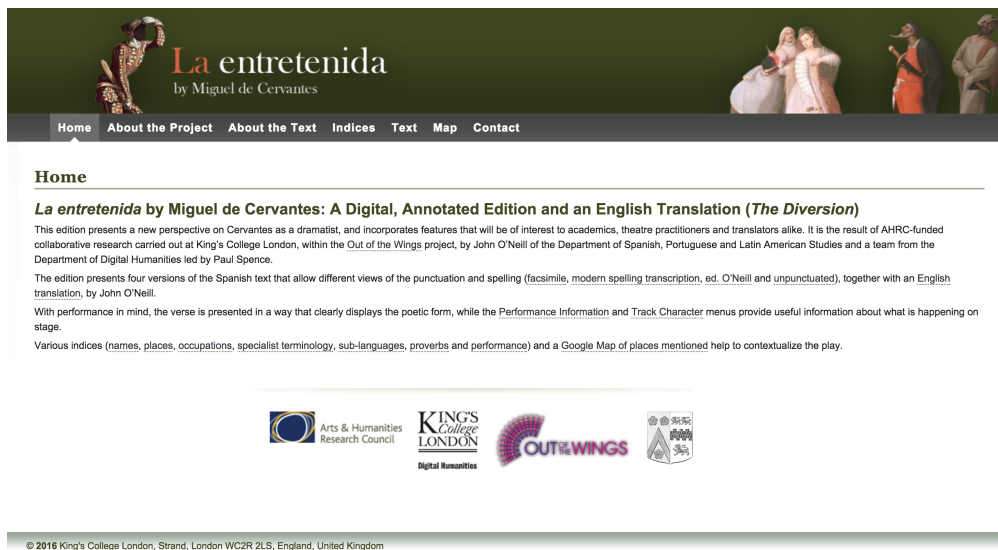 La entretenida
by Miguel de Cervantes
Home About the Project About the Text Indices Text Map Contact
Home
La entretenida by Miguel de Cervantes: A Digital, Annotated Edition and an English Translation (The Diversion)
This edition presents a new perspective on Cervantes as a dramatist, and incorporates features that will be of interest to academics, theatre practitioners and translators alike. It is the result of AHRC-funded
collaborative research carried out at King's College London, within the Out of the Wings project, by John O'Neill of the Department of Spanish, Portuguese and Latin American Studies and a team from the
Department of Digital Humanities led by Paul Spence.
The edition presents four versions of the Spanish text that allow different views of the punctuation and spelling (facsimile, modern spelling transcription, ed. O'Neill and unpunctuated), together with an English
translation, by John O'Neill.
With performance in mind, the verse is presented in a way that clearly displays the poetic form, while the Performance Information and Track Character menus provide useful information about what is happening on
stage.
Various indices (names, places, occupations, specialist terminology, sub-languages, proverbs and performance) and a Google Map of places mentioned help to contextualize the play.
Arts & Humanities
Research Council
KING'S
College
LONDON
Digital Humanities
OUT OF THE WINGS
© 2016 King's College London, Strand, London WC2R 2LS, England, United Kingdom